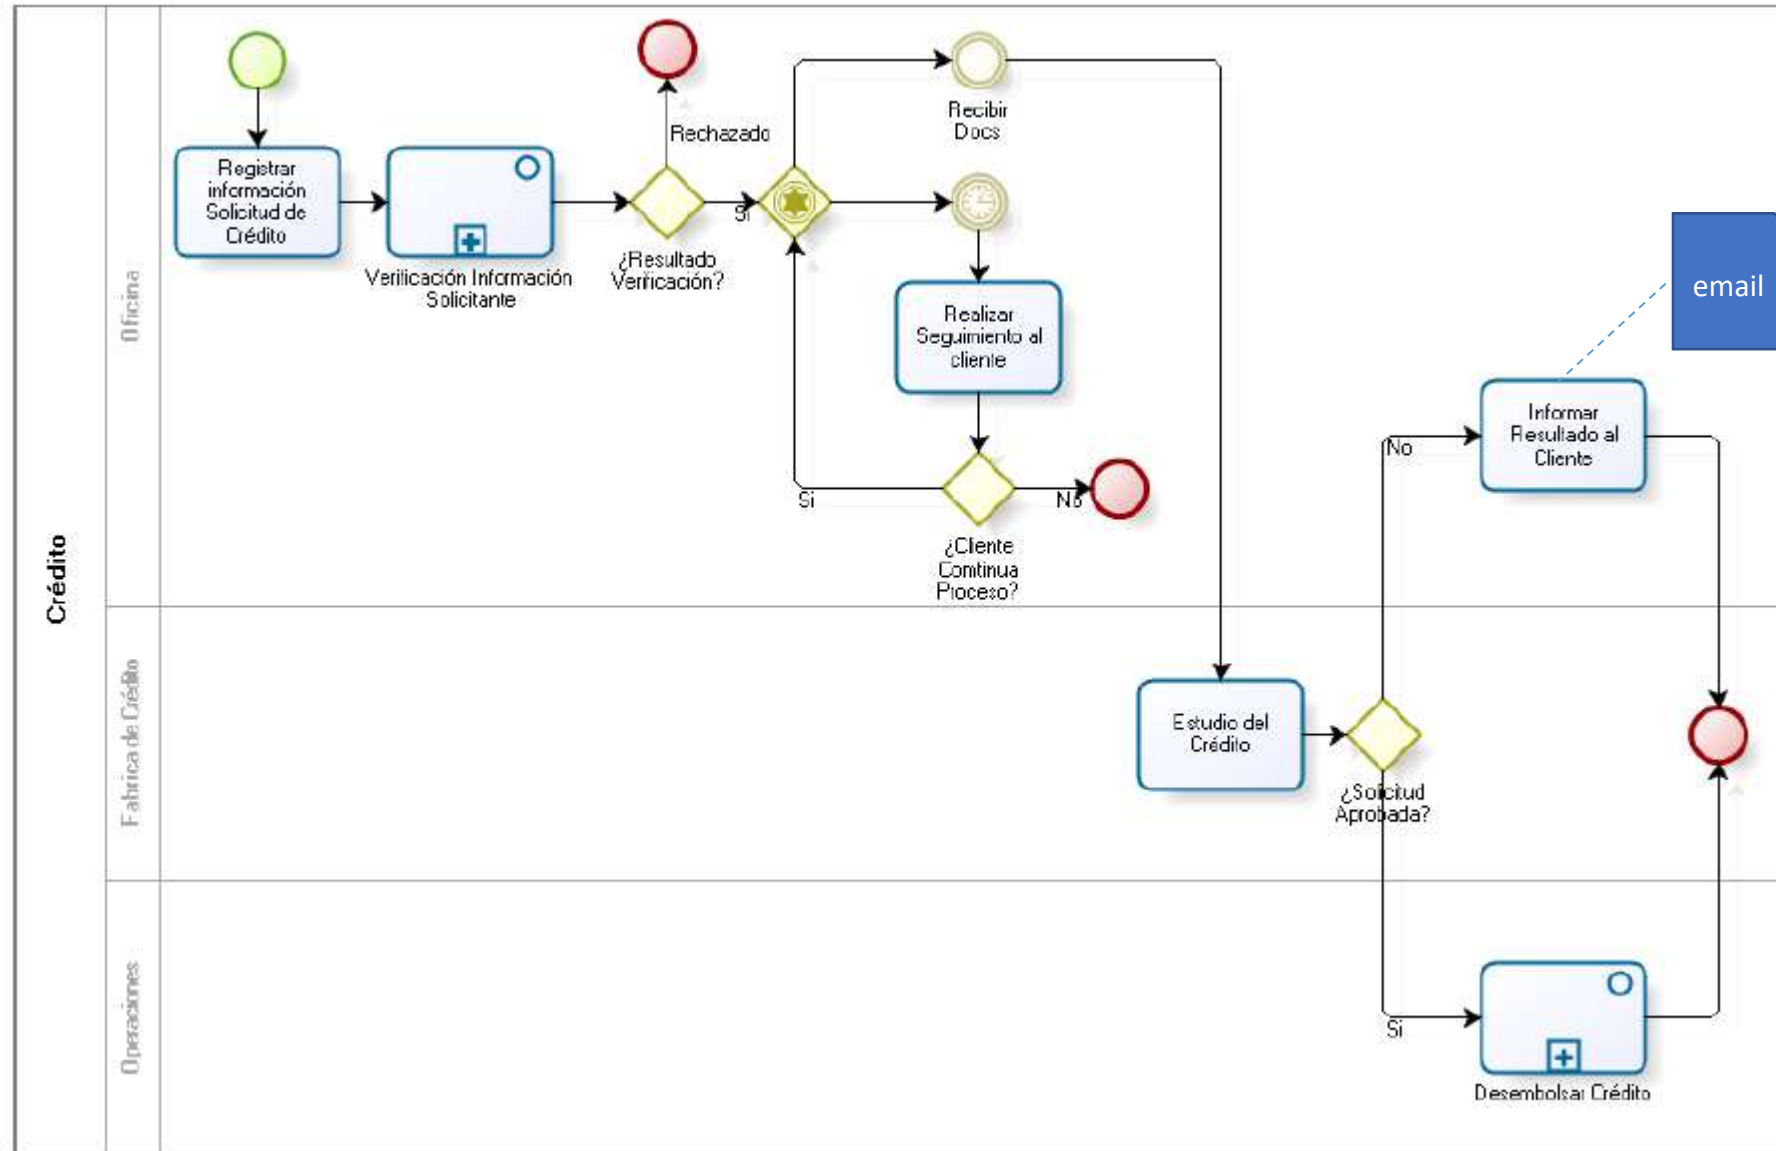 Crédito
Oficina
Fabrica de Crédito
Operaciones
Registrar
información
Solicitud de
Crédito
Verificación Información
Solicitante
Rechazado
¿Resultado
Verificación?
Si
Recibir
Docs
Realizar
Seguimiento al
cliente
Si
No
¿Cliente
Comtinua
Proceso?
email
Informar
Resultado al
Cliente
No
Estudio del
Crédito
¿Solicitud
Aprobada?
Si
Desembolsar Crédito